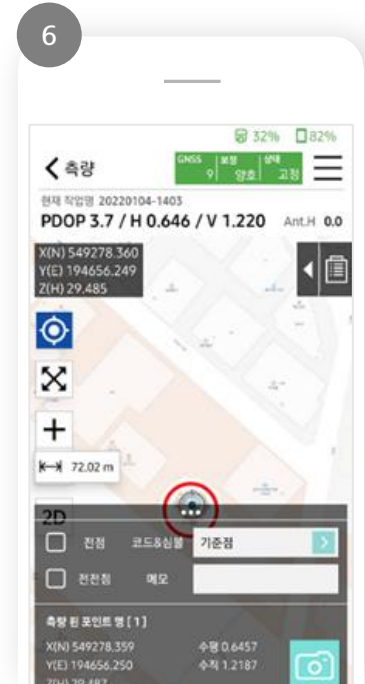 6
32% 82%
측량
GNSS 보정 상태
9 양호 고정
현재 작업명 20220104-1403
PDOP 3.7 / H 0.646 / V 1.220 Ant.H 0.0
X(N) 549278.360
Y(E) 194656.249
Z(H) 29.485
72.02 m
2D
전점 코드&심볼 기준점
전전점 메모
측량 된 포인트 명 [ 1 ]
X(N) 549278.359 수평 0.6457
Y(E) 194656.250 수직 1.2187
Z(H) 29.487